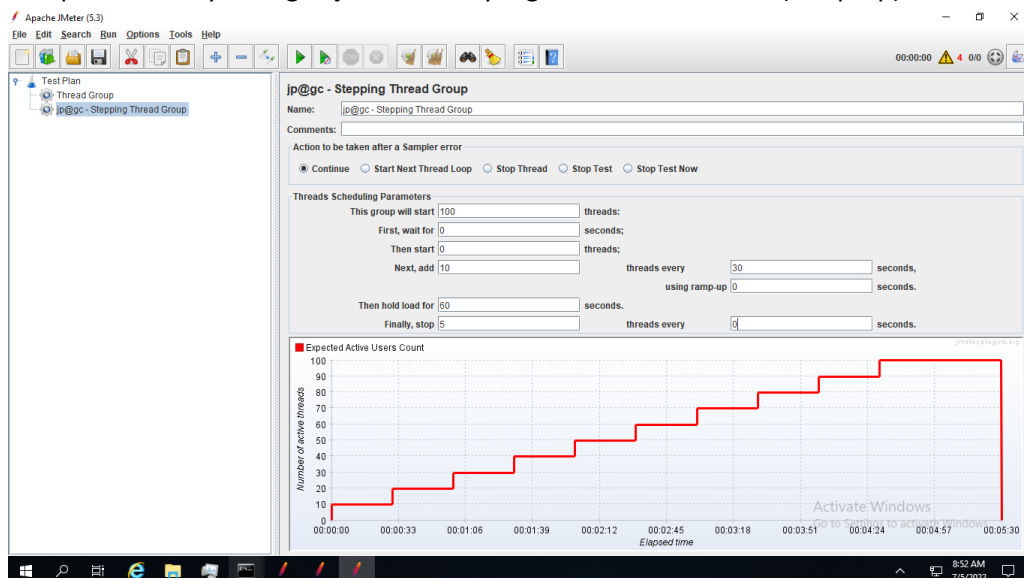 Apache JMeter (5.3)
File Edit Search Run Options Tools Help
00:00:00 4 0/0
Test Plan
Thread Group
jp@gc - Stepping Thread Group
jp@gc - Stepping Thread Group
Name: jp@gc - Stepping Thread Group
Comments:
Action to be taken after a Sampler error
Continue Start Next Thread Loop Stop Thread Stop Test Stop Test Now
Threads Scheduling Parameters
This group will start 100 threads:
First, wait for 0 seconds;
Then start 0 threads;
Next, add 10 threads every 30 seconds,
using ramp-up 0 seconds.
Then hold load for 60 seconds.
Finally, stop 5 threads every 0 seconds.
Expected Active Users Count
jmeter-plugins.org
Number of active threads
100
90
80
70
60
50
40
30
20
10
0
Activate Windows
Go to Settings to activate Windows.
00:00:00 00:00:33 00:01:06 00:01:39 00:02:12 00:02:45 00:03:18 00:03:51 00:04:24 00:04:57 00:05:30
Elapsed time
8:52 AM
7/5/2022